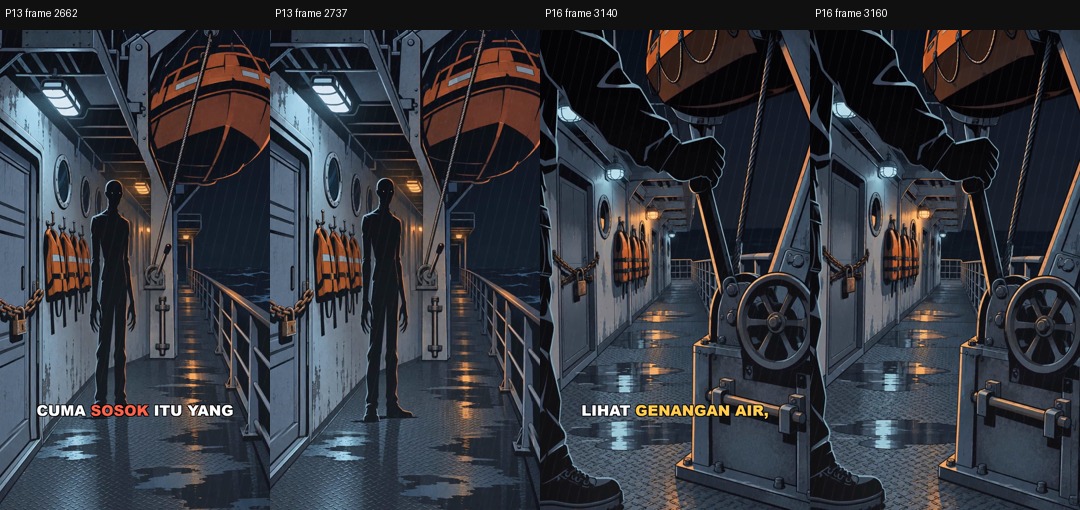 P13 frame 2662
P13 frame 2737
P16 frame 3140
P16 frame 3160
CUMA SOSOK ITU YANG
LIHAT GENANGAN AIR,